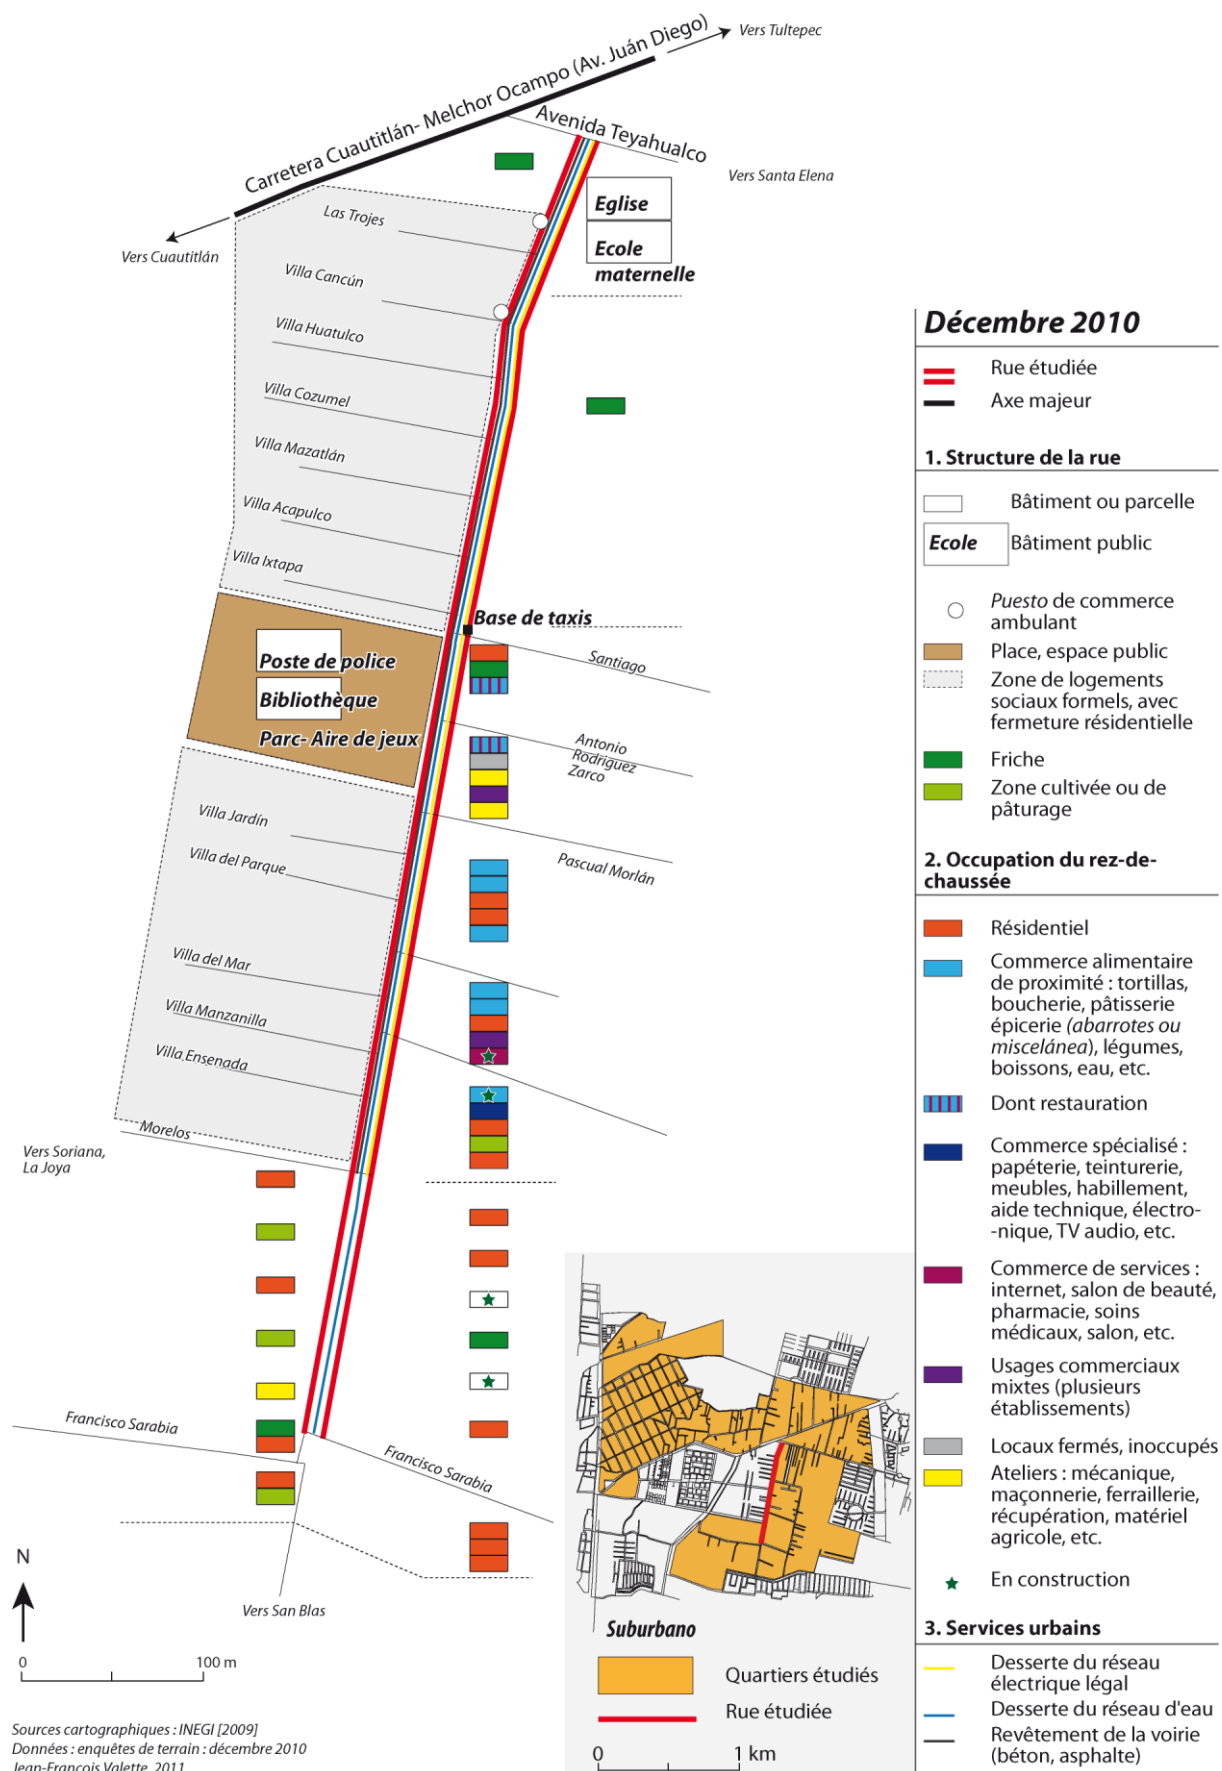 Vers Tultepec
Carretera Cuautitlán- Melchor Ocampo (Av. Juán Diego)
Avenida Teyahualco
Vers Santa Elena
Vers Cuautitlán
Eglise
Ecole
maternelle
Las Trojes
Villa Cancún
Villa Huatulco
Villa Cozumel
Villa Mazatlán
Villa Acapulco
Villa Ixtapa
Base de taxis
Santiago
Poste de police
Bibliothèque
Parc- Aire de jeux
Antonio
Rodriguez
Zarco
Villa Jardín
Villa del Parque
Pascual Morlán
Villa del Mar
Villa Manzanilla
Villa Ensenada
Morelos
Vers Soriana,
La Joya
Francisco Sarabia
Francisco Sarabia
Vers San Blas
N
0 100 m
Sources cartographiques : INEGI [2009]
Données : enquêtes de terrain : décembre 2010
Jean-François Valette, 2011
Suburbano
Quartiers étudiés
Rue étudiée
0 1 km
Décembre 2010
Rue étudiée
Axe majeur
1. Structure de la rue
Bâtiment ou parcelle
Ecole Bâtiment public
Puesto de commerce
ambulant
Place, espace public
Zone de logements
sociaux formels, avec
fermeture résidentielle
Friche
Zone cultivée ou de
pâturage
2. Occupation du rez-de-
chaussée
Résidentiel
Commerce alimentaire
de proximité : tortillas,
boucherie, pâtisserie
épicerie (abarrotes ou
miscelánea), légumes,
boissons, eau, etc.
Dont restauration
Commerce spécialisé :
papéterie, teinturerie,
meubles, habillement,
aide technique, électro-
-nique, TV audio, etc.
Commerce de services :
internet, salon de beauté,
pharmacie, soins
médicaux, salon, etc.
Usages commerciaux
mixtes (plusieurs
établissements)
Locaux fermés, inoccupés
Ateliers : mécanique,
maçonnerie, ferraillerie,
récupération, matériel
agricole, etc.
En construction
3. Services urbains
Desserte du réseau
électrique légal
Desserte du réseau d'eau
Revêtement de la voirie
(béton, asphalte)